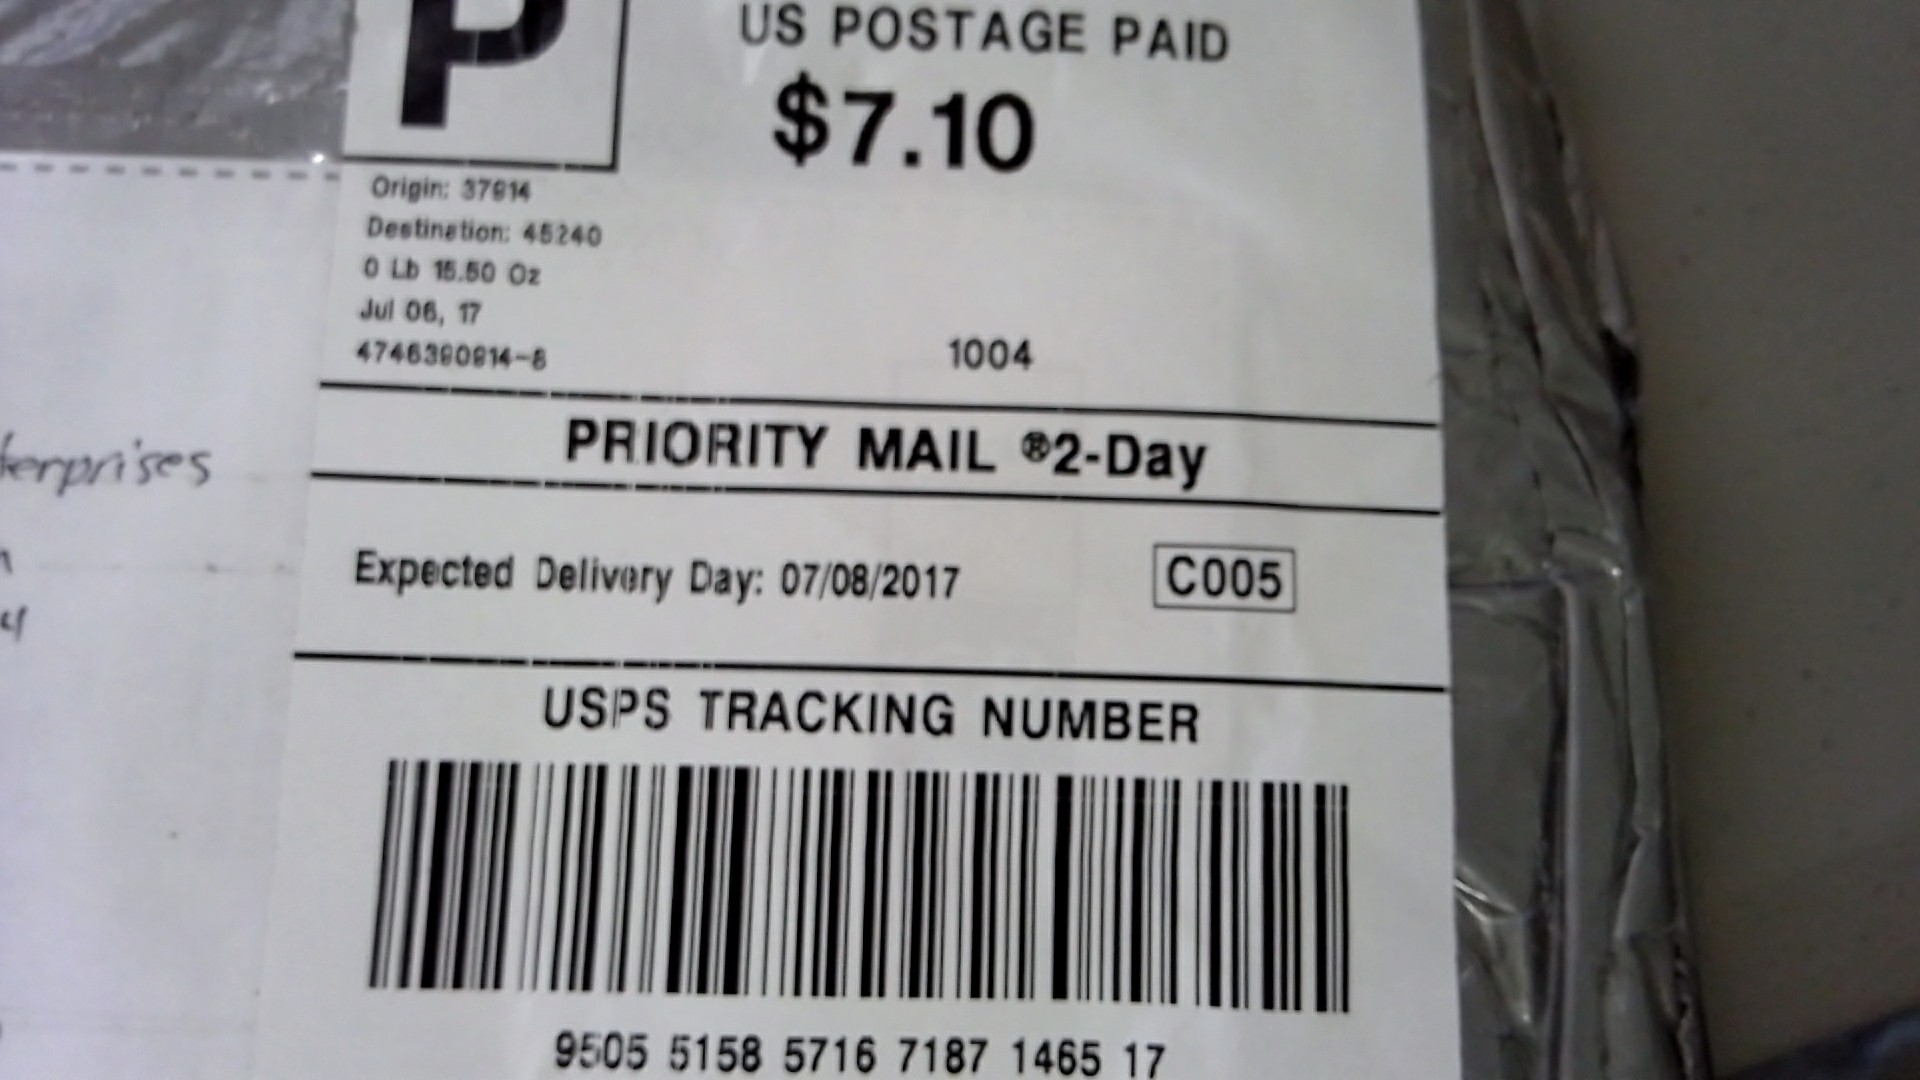 P
US POSTAGE PAID
$7.10
Origin: 37914
Destination: 45240
0 Lb 15.50 Oz
Jul 06, 17
1004
PRIORITY MAIL ®2-Day
Expected Delivery Day: 07/08/2017
C005
USPS TRACKING NUMBER
9505 5158 5716 7187 1465 17
terprises